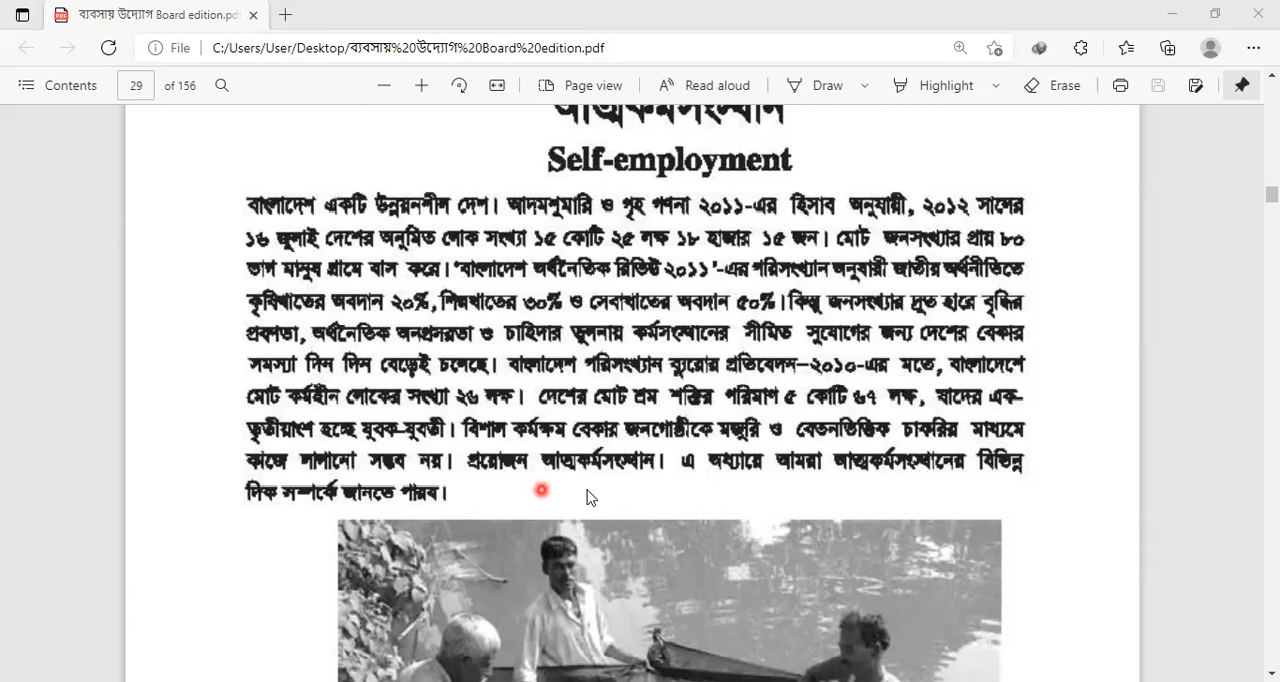 ব্যবসায় উদ্যোগ Board edition.pd
File
C:/Users/User/Desktop/ব্যবসায়%20উদ্যোগ%20Board%20edition.pdf
Contents
29
of 156
Page view
Read aloud
Draw
Highlight
Erase
আত্মকর্মসংস্থান
Self-employment
বাংলাদেশ একটি উন্নয়নশীল দেশ। আদমশুমারি ও গৃহ গণনা ২০১১-এর হিসাব অনুযায়ী, ২০১২ সালের
১৬ জুলাই দেশের অনুমিত লোক সংখ্যা ১৫ কোটি ২৫ লক্ষ ১৮ হাজার ১৫ জন। মোট জনসংখ্যার প্রায় ৮০
ভাগ মানুষ গ্রামে বাস করে। 'বাংলাদেশ অর্থনৈতিক রিভিউ ২০১১'-এর পরিসংখ্যান অনুযায়ী জাতীয় অর্থনীতিতে
কৃষিখাতের অবদান ২০%, শিল্পখাতের ৩০% ও সেবাখাতের অবদান ৫০%। কিন্তু জনসংখ্যার দ্রুত হারে বৃদ্ধির
প্রবণতা, অর্থনৈতিক অনগ্রসরতা ও চাহিদার তুলনায় কর্মসংস্থানের সীমিত সুযোগের জন্য দেশের বেকার
সমস্যা দিন দিন বেড়েই চলেছে। বাংলাদেশ পরিসংখ্যান ব্যুরোর প্রতিবেদন–২০১০-এর মতে, বাংলাদেশে
মোট কর্মহীন লোকের সংখ্যা ২৬ লক্ষ। দেশের মোট শ্রম শক্তির পরিমাণ ৫ কোটি ৬৭ লক্ষ, যাদের এক-
তৃতীয়াংশ হচ্ছে যুবক-যুবতী। বিশাল কর্মক্ষম বেকার জনগোষ্ঠীকে মজুরি ও বেতনভিত্তিক চাকরির মাধ্যমে
কাজে লাগানো সম্ভব নয়। প্রয়োজন আত্মকর্মসংস্থান। এ অধ্যায়ে আমরা আত্মকর্মসংস্থানের বিভিন্ন
দিক সম্পর্কে জানতে পারব।